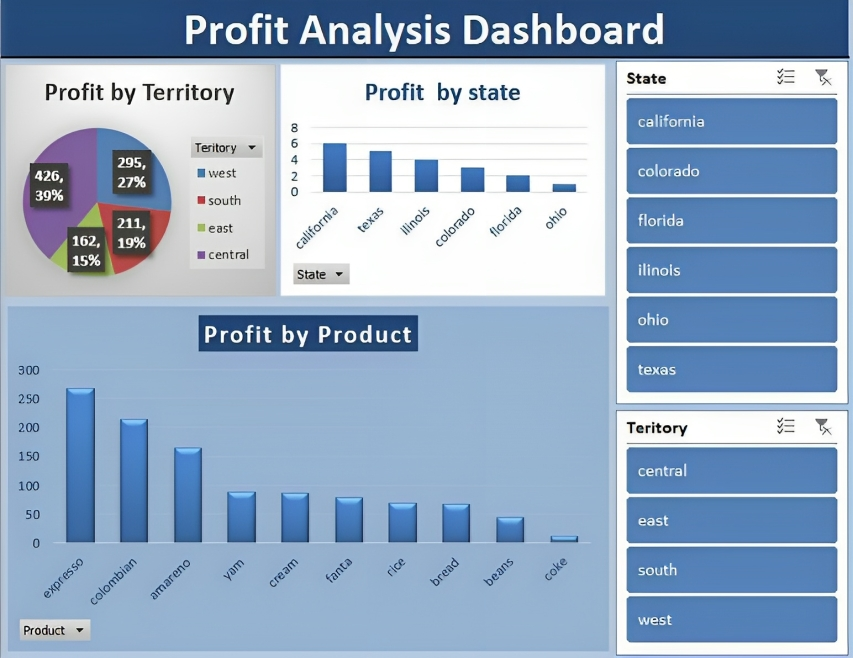 Profit Analysis Dashboard
Profit by Territory
295,
27%
211,
19%
162,
15%
426,
39%
Teritory
west
south
east
central
Profit by state
8
6
4
2
0
california
texas
ilinois
colorado
florida
ohio
State
State
california
colorado
florida
ilinois
ohio
texas
Profit by Product
300
250
200
150
100
50
0
expresso
colombian
amareno
yam
cream
fanta
rice
bread
beans
coke
Product
Teritory
central
east
south
west